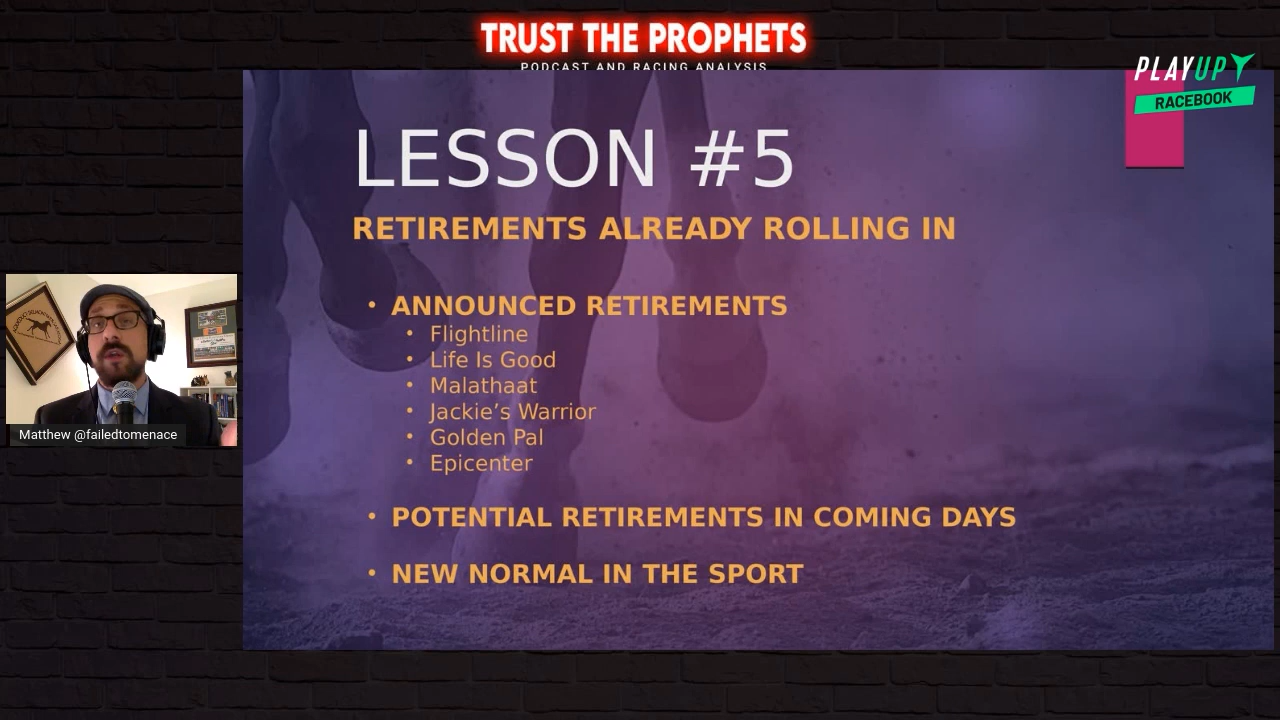 TRUST THE PROPHETS
PODCAST AND RACING ANALYSIS
PLAYUP
RACEBOOK
LESSON #5
RETIREMENTS ALREADY ROLLING IN
• ANNOUNCED RETIREMENTS
• Flightline
• Life Is Good
• Malathaat
• Jackie’s Warrior
• Golden Pal
• Epicenter
• POTENTIAL RETIREMENTS IN COMING DAYS
• NEW NORMAL IN THE SPORT
Matthew @failedtomenace